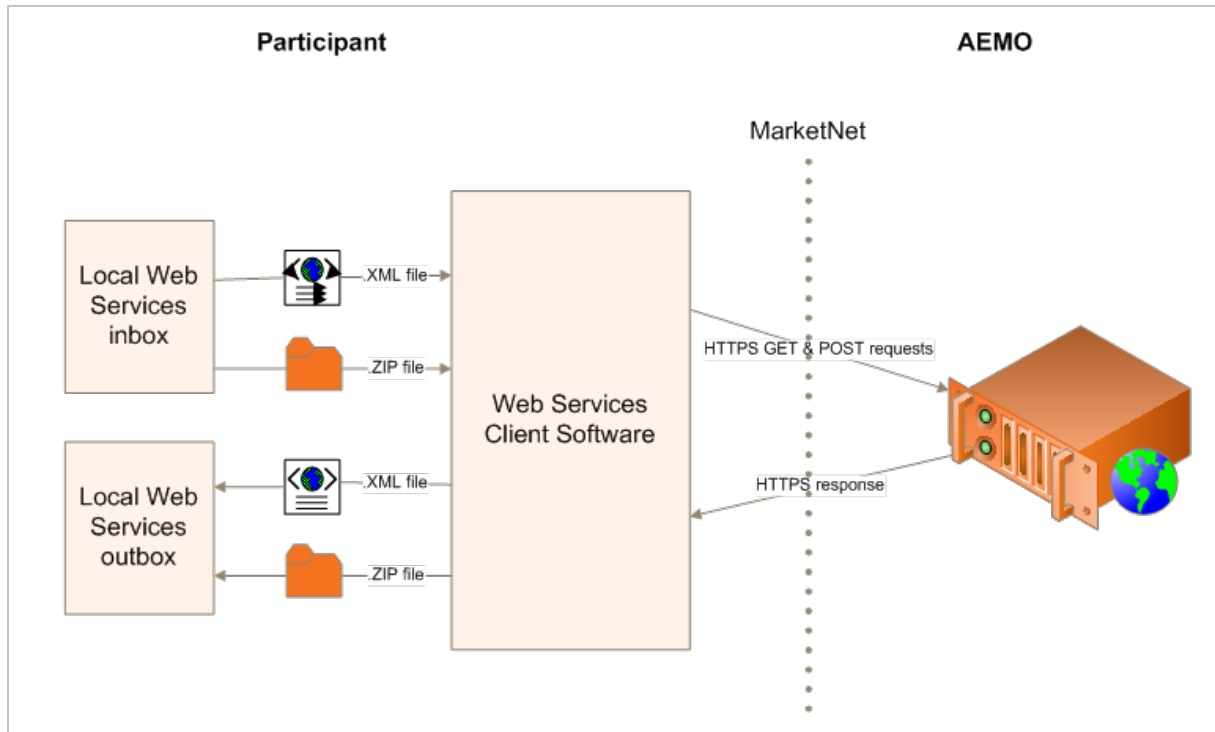 Participant
AEMO
MarketNet
Local Web
Services
inbox
.XML file
.ZIP file
Web Services
Client Software
HTTPS GET & POST requests
HTTPS response
Local Web
Services
outbox
.XML file
.ZIP file